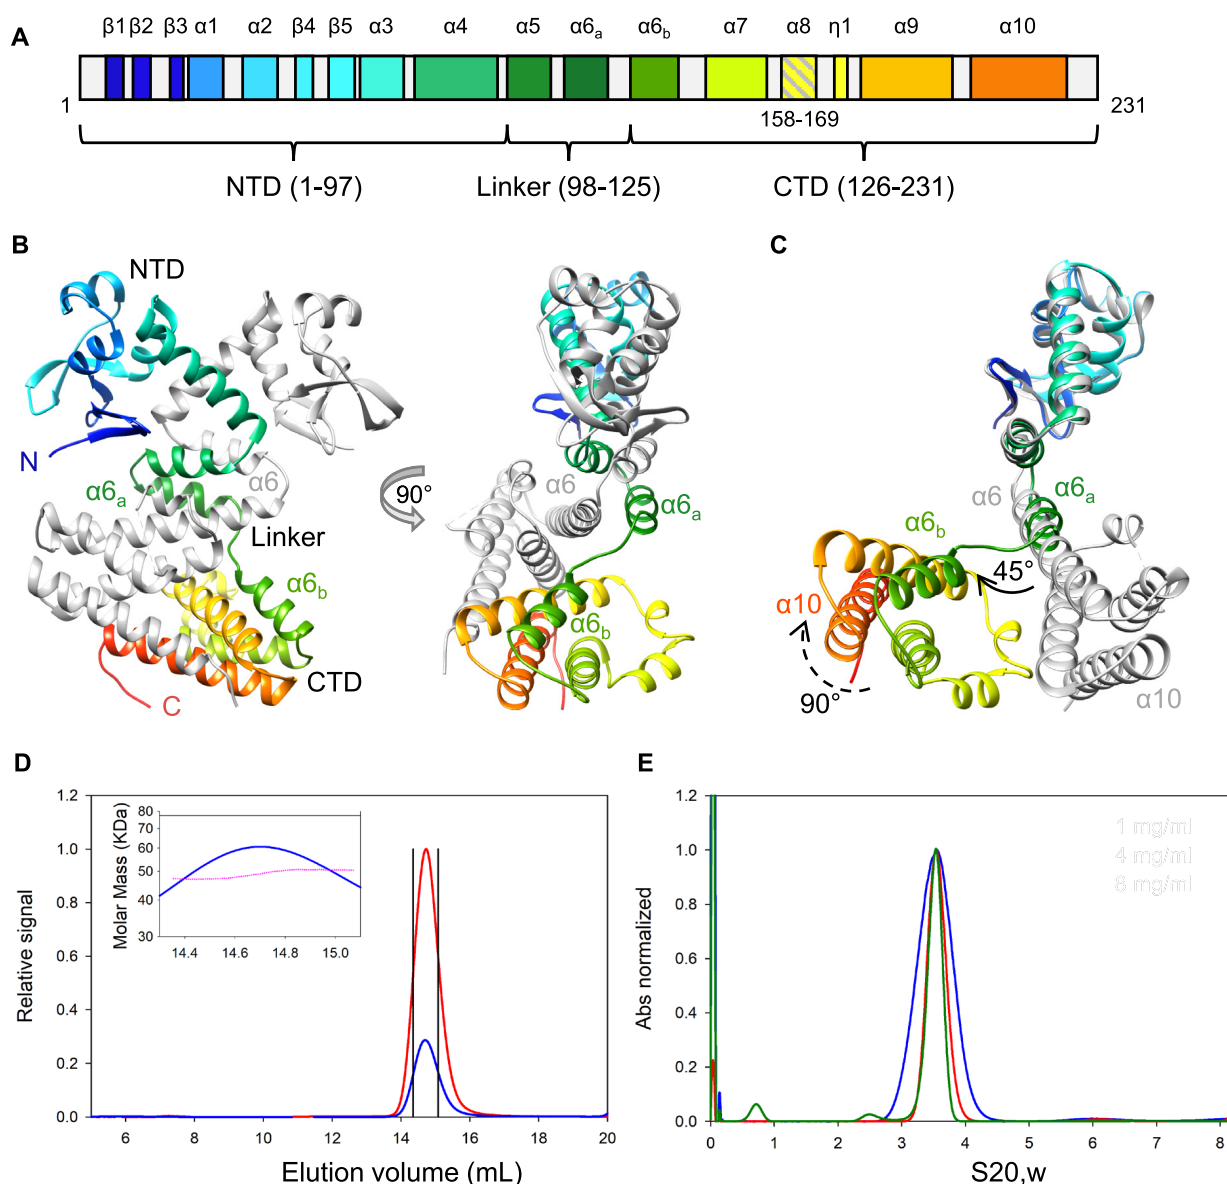 A
β1 β2 β3 α1 α2 β4 β5 α3 α4 α5 α6a α6b α7 α8 η1 α9 α10
1
158-169
231
NTD (1-97)
Linker (98-125)
CTD (126-231)
B
NTD
N
α6a
α6
Linker
α6b
CTD
C
90°
α6
α6a
α6b
C
α6
α6a
α6b
45°
α10
90°
α10
D
Relative signal
1.2
1.0
0.8
0.6
0.4
0.2
0.0
6 8 10 12 14 16 18 20
Elution volume (mL)
Molar Mass (KDa)
80
70
60
50
40
30
14.4 14.6 14.8 15.0
E
Abs normalized
1.2
1.0
0.8
0.6
0.4
0.2
0.0
1 mg/ml
4 mg/ml
8 mg/ml
0 1 2 3 4 5 6 7 8
S20,w